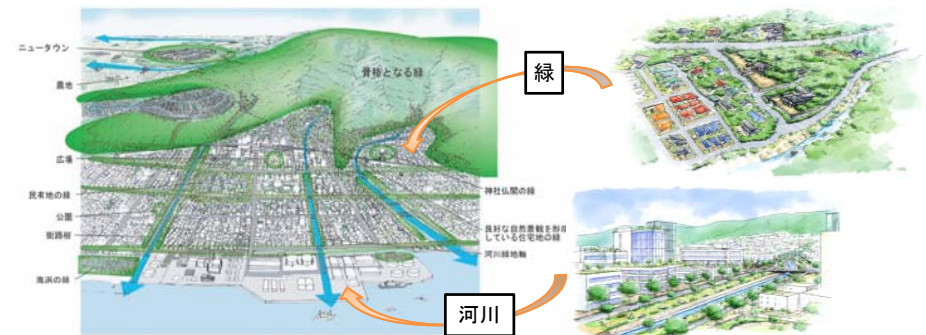 ニュータウン
農地
広場
民有地の緑
公園
街路樹
海浜の緑
骨格となる緑
緑
神社仏閣の緑
良好な自然景観を形成
している住宅地の緑
河川緑地軸
河川